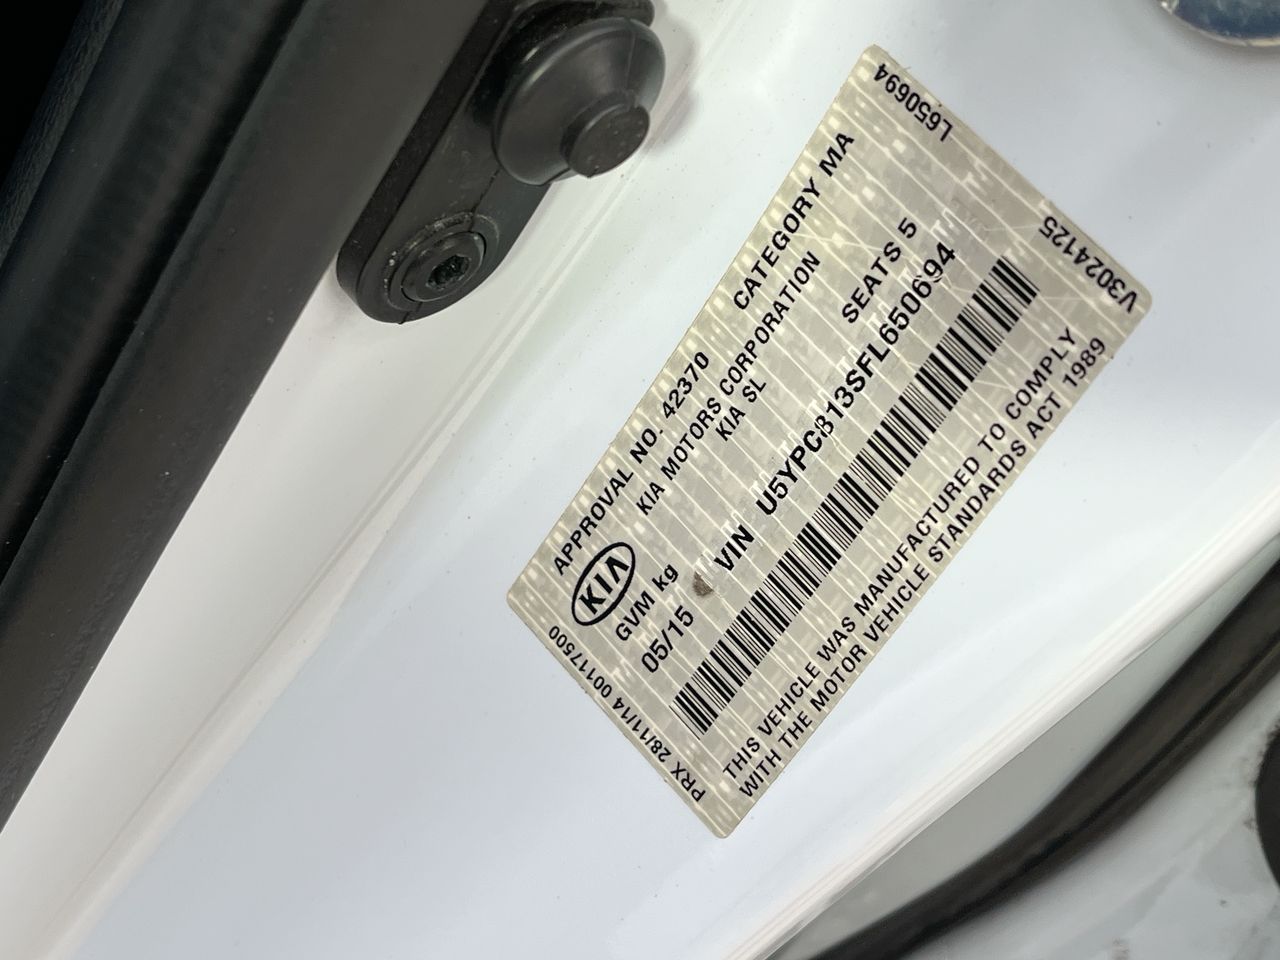 APPROVAL NO. 42370 CATEGORY MA
KIA MOTORS CORPORATION
KIA SL
KIA
GVM kg SEATS 5
05/15 VIN U5YPC813SFL650694
THIS VEHICLE WAS MANUFACTURED TO COMPLY
WITH THE MOTOR VEHICLE STANDARDS ACT 1989
PRX 28/11/14 00117500
L650694
V3024125